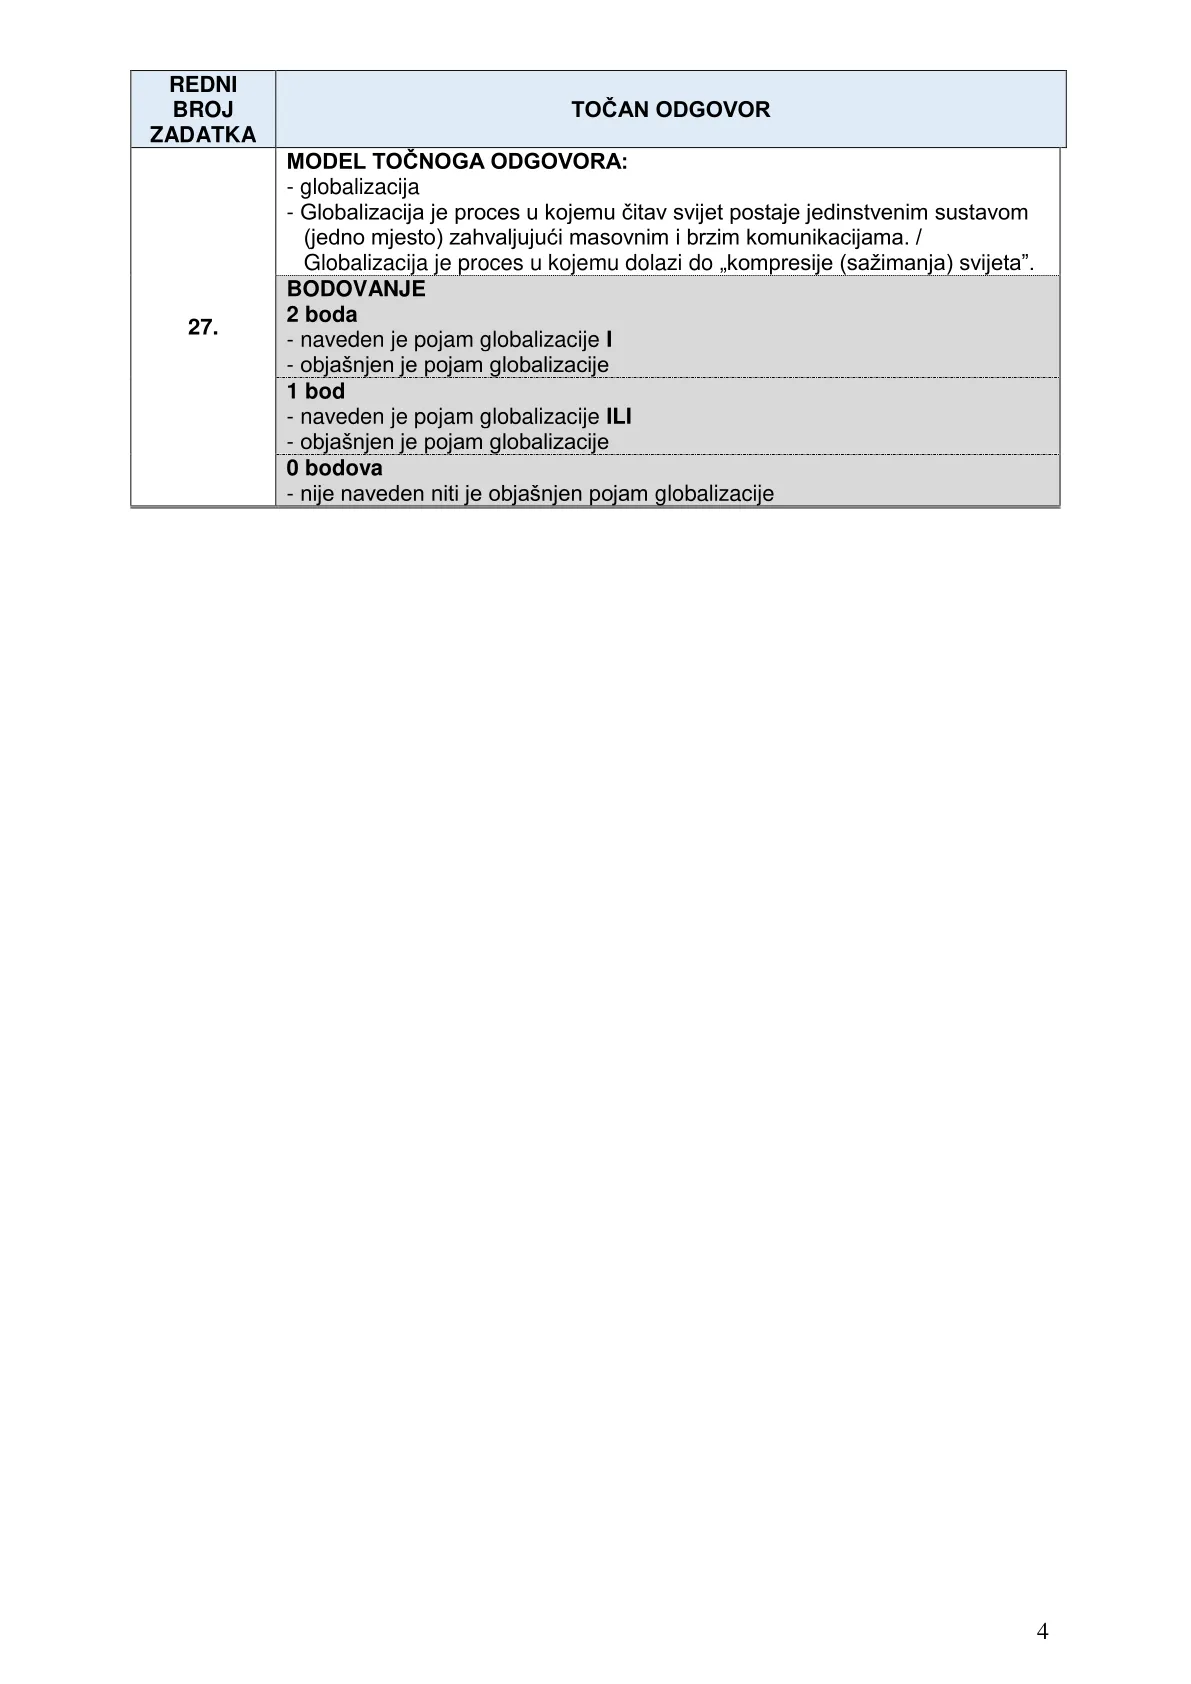 REDNI
BROJ
ZADATKA
TOČAN ODGOVOR
27.
MODEL TOČNOGA ODGOVORA:
- globalizacija
- Globalizacija je proces u kojemu čitav svijet postaje jedinstvenim sustavom
(jedno mjesto) zahvaljujući masovnim i brzim komunikacijama. /
Globalizacija je proces u kojemu dolazi do „kompresije (sažimanja) svijeta”.
BODOVANJE
2 boda
- naveden je pojam globalizacije I
- objašnjen je pojam globalizacije
1 bod
- naveden je pojam globalizacije ILI
- objašnjen je pojam globalizacije
0 bodova
- nije naveden niti je objašnjen pojam globalizacije
4